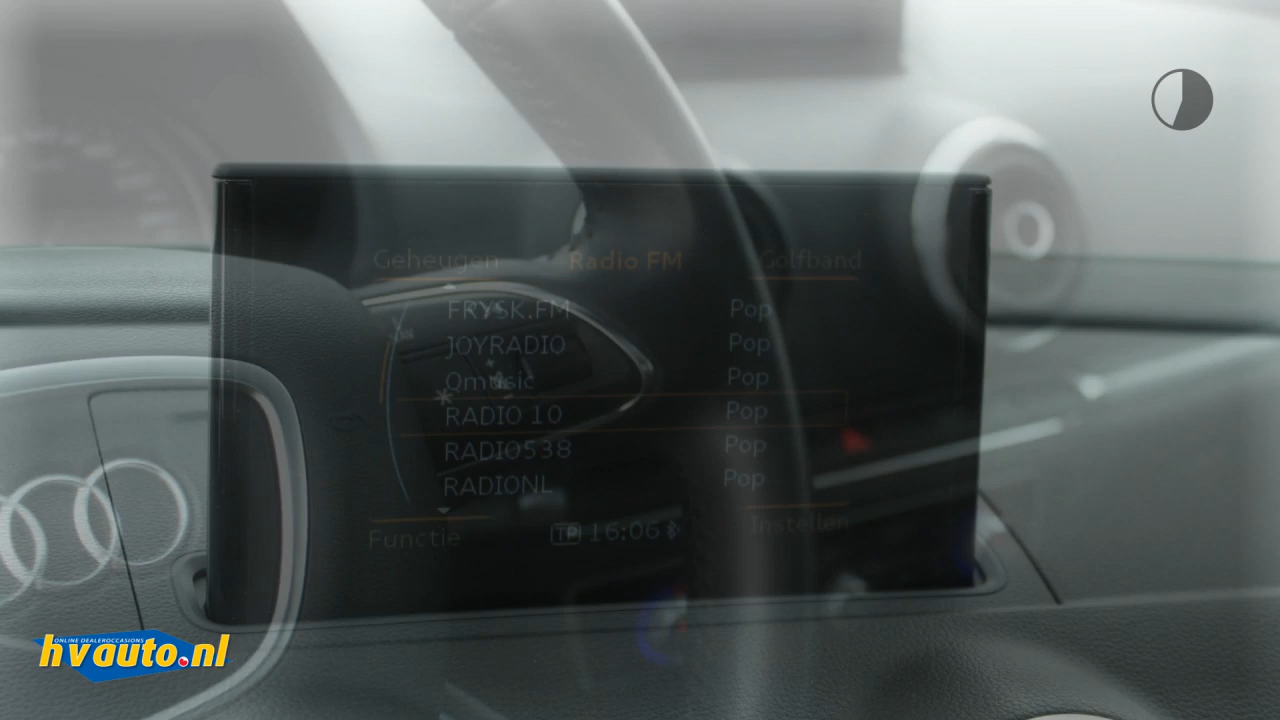 Geheugen Radio FM Golfband
FRYSK.FM Pop
JOYRADIO Pop
Qmusic Pop
RADIO 10 Pop
RADIO538 Pop
RADIONL Pop
Functie TP 16:06 Instellen
ONLINE DEALEROCCASIONS
hvauto.nl